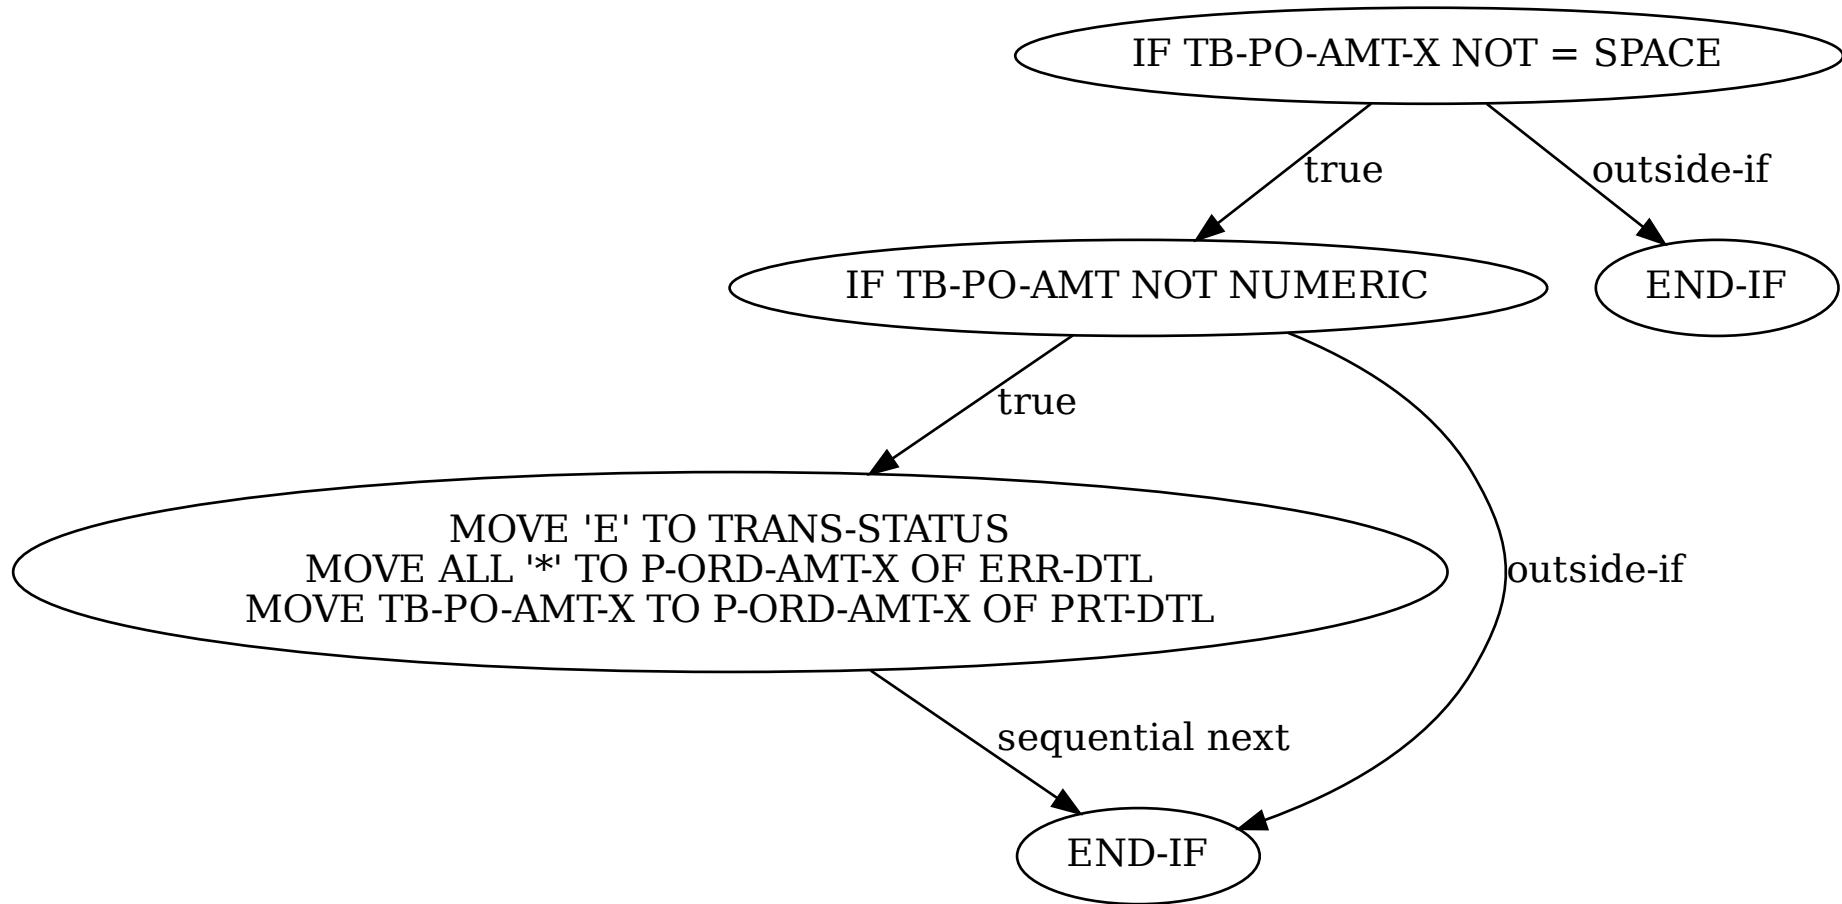 IF TB-PO-AMT-X NOT = SPACE
true
outside-if
IF TB-PO-AMT NOT NUMERIC
END-IF
true
MOVE 'E' TO TRANS-STATUS
MOVE ALL '*' TO P-ORD-AMT-X OF ERR-DTL
MOVE TB-PO-AMT-X TO P-ORD-AMT-X OF PRT-DTL
outside-if
sequential next
END-IF